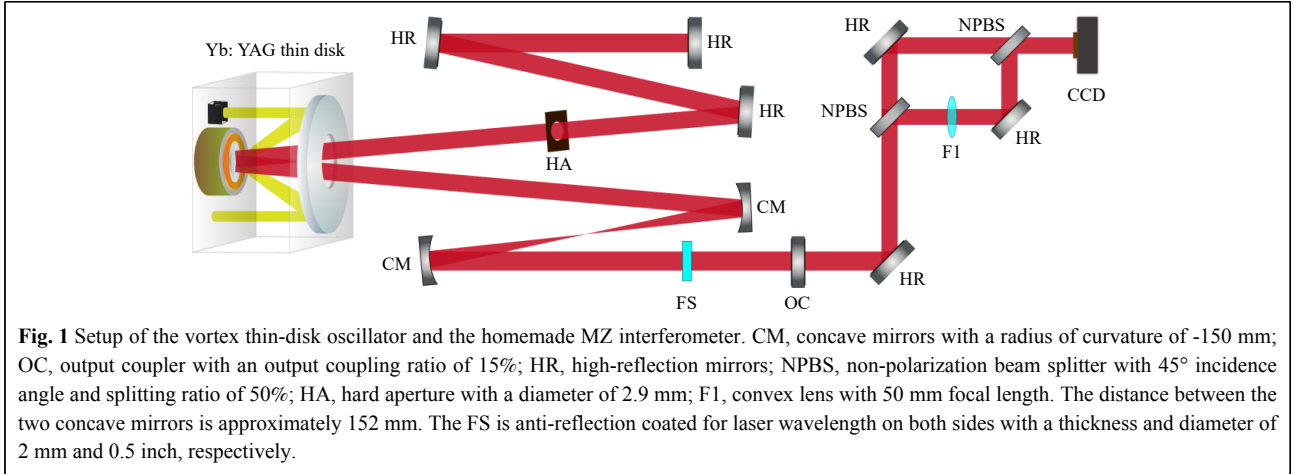 Yb: YAG thin disk
HR
HR
HR
NPBS
HR
HA
NPBS
F1
HR
CCD
CM
CM
FS
OC
HR
Fig. 1 Setup of the vortex thin-disk oscillator and the homemade MZ interferometer. CM, concave mirrors with a radius of curvature of -150 mm;
OC, output coupler with an output coupling ratio of 15%; HR, high-reflection mirrors; NPBS, non-polarization beam splitter with 45° incidence
angle and splitting ratio of 50%; HA, hard aperture with a diameter of 2.9 mm; F1, convex lens with 50 mm focal length. The distance between the
two concave mirrors is approximately 152 mm. The FS is anti-reflection coated for laser wavelength on both sides with a thickness and diameter of
2 mm and 0.5 inch, respectively.